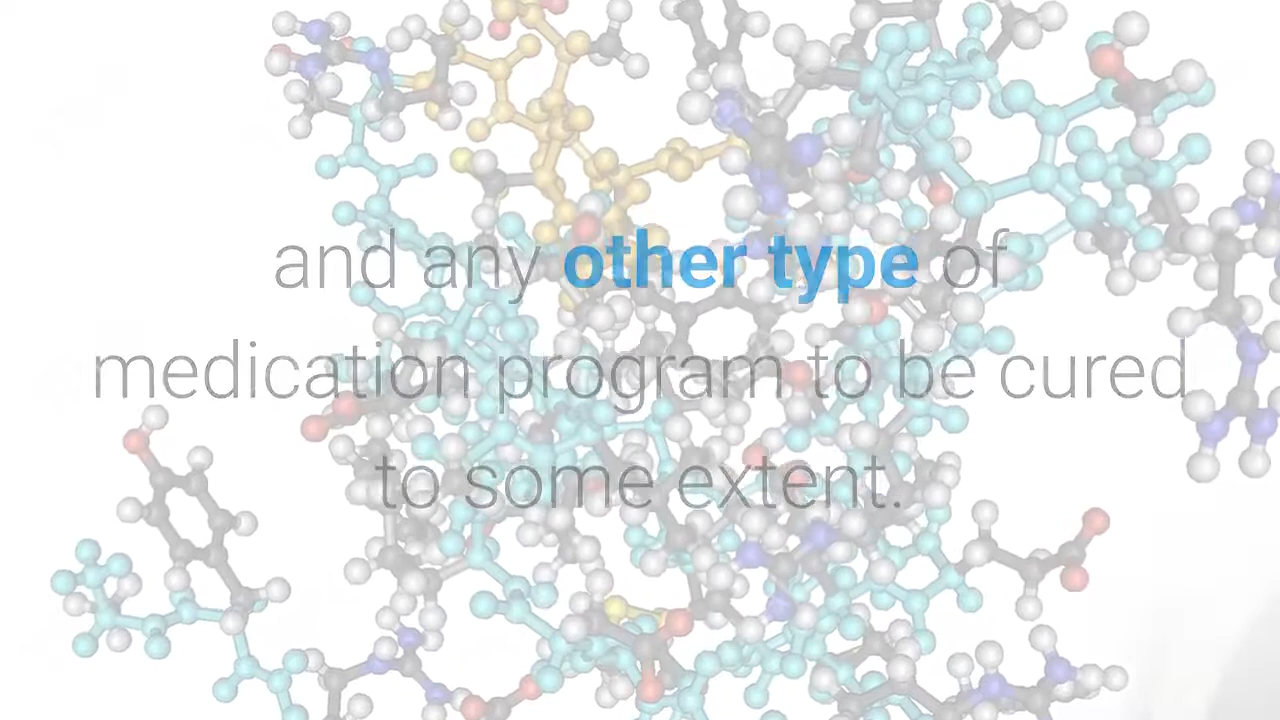 and any other type of
medication program to be cured
to some extent.